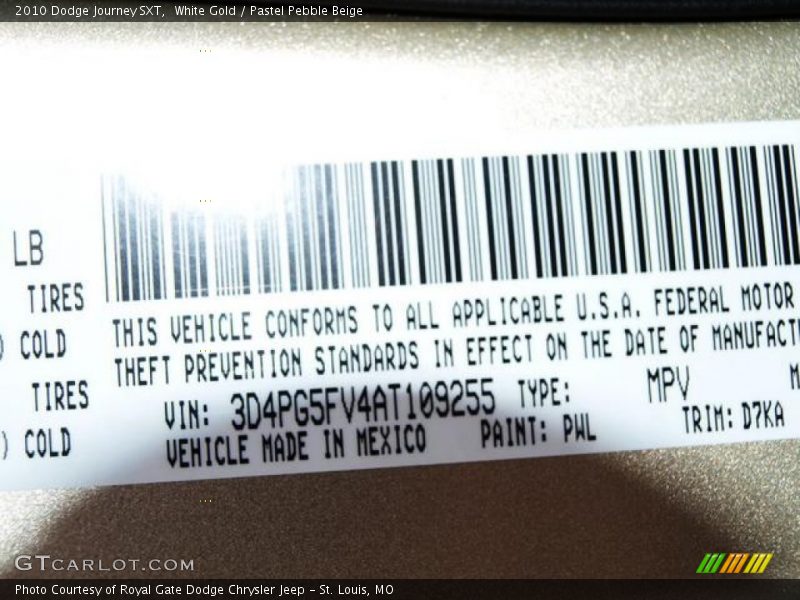 2010 Dodge Journey SXT, White Gold / Pastel Pebble Beige
LB
TIRES
) COLD
TIRES
) COLD
THIS VEHICLE CONFORMS TO ALL APPLICABLE U.S.A. FEDERAL MOTOR
THEFT PREVENTION STANDARDS IN EFFECT ON THE DATE OF MANUFACT
VIN: 3D4PG5FV4AT109255 TYPE: MPV M
VEHICLE MADE IN MEXICO PAINT: PWL TRIM: D7KA
GTCARLOT.COM
Photo Courtesy of Royal Gate Dodge Chrysler Jeep - St. Louis, MO